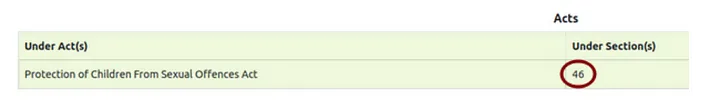 Acts
Under Act(s) Under Section(s)
Protection of Children From Sexual Offences Act 46